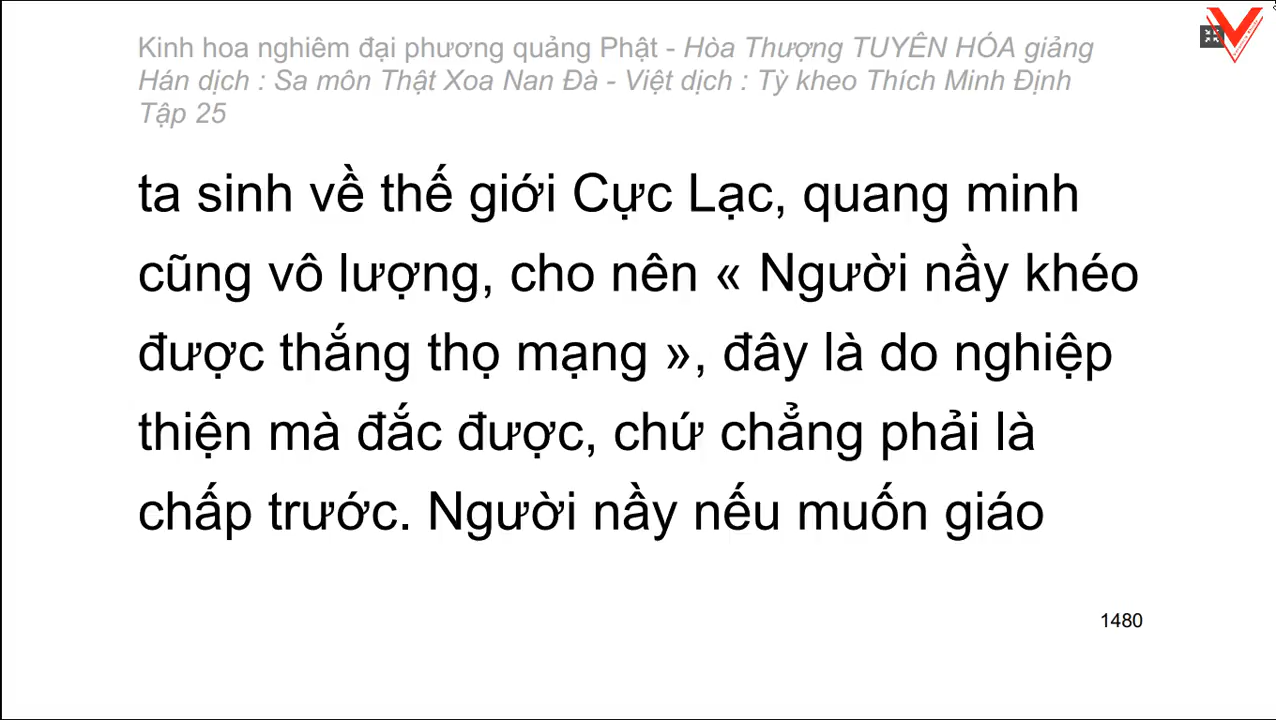 Kinh hoa nghiêm đại phương quảng Phật - Hòa Thượng TUYÊN HÓA giảng
Hán dịch : Sa môn Thật Xoa Nan Đà - Việt dịch : Tỳ kheo Thích Minh Định
Tập 25
ta sinh về thế giới Cực Lạc, quang minh
cũng vô lượng, cho nên « Người nầy khéo
được thắng thọ mạng », đây là do nghiệp
thiện mà đắc được, chứ chẳng phải là
chấp trước. Người nầy nếu muốn giáo
1480